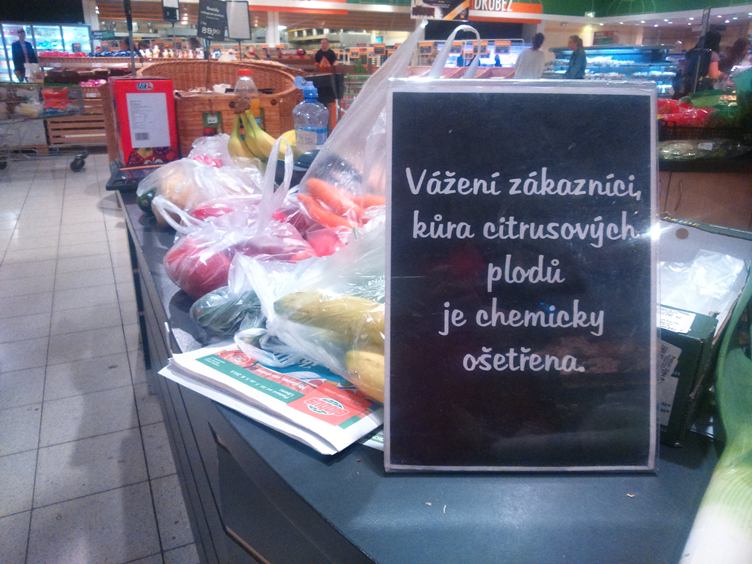 DRŮBEŽ
Vážení zákazníci,
kůra citrusových
plodů
je chemicky
ošetřena.